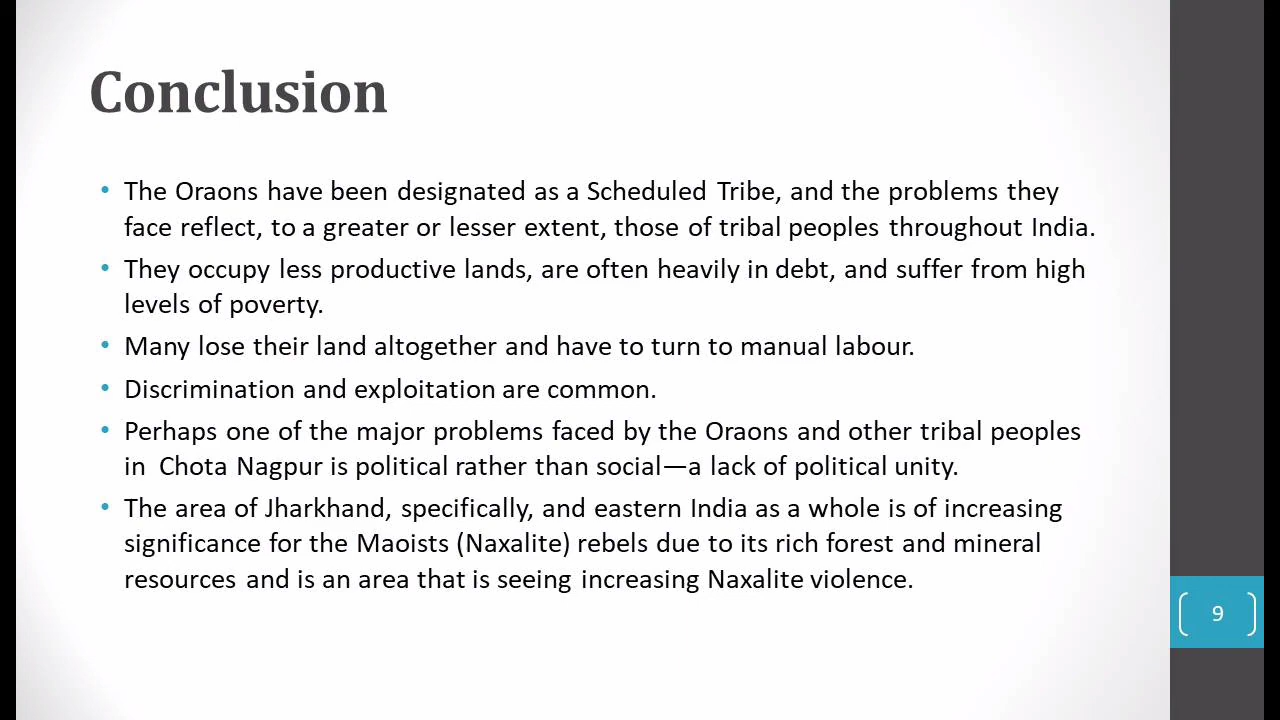 Conclusion
• The Oraons have been designated as a Scheduled Tribe, and the problems they
face reflect, to a greater or lesser extent, those of tribal peoples throughout India.
• They occupy less productive lands, are often heavily in debt, and suffer from high
levels of poverty.
• Many lose their land altogether and have to turn to manual labour.
• Discrimination and exploitation are common.
• Perhaps one of the major problems faced by the Oraons and other tribal peoples
in  Chota Nagpur is political rather than social—a lack of political unity.
• The area of Jharkhand, specifically, and eastern India as a whole is of increasing
significance for the Maoists (Naxalite) rebels due to its rich forest and mineral
resources and is an area that is seeing increasing Naxalite violence.
9